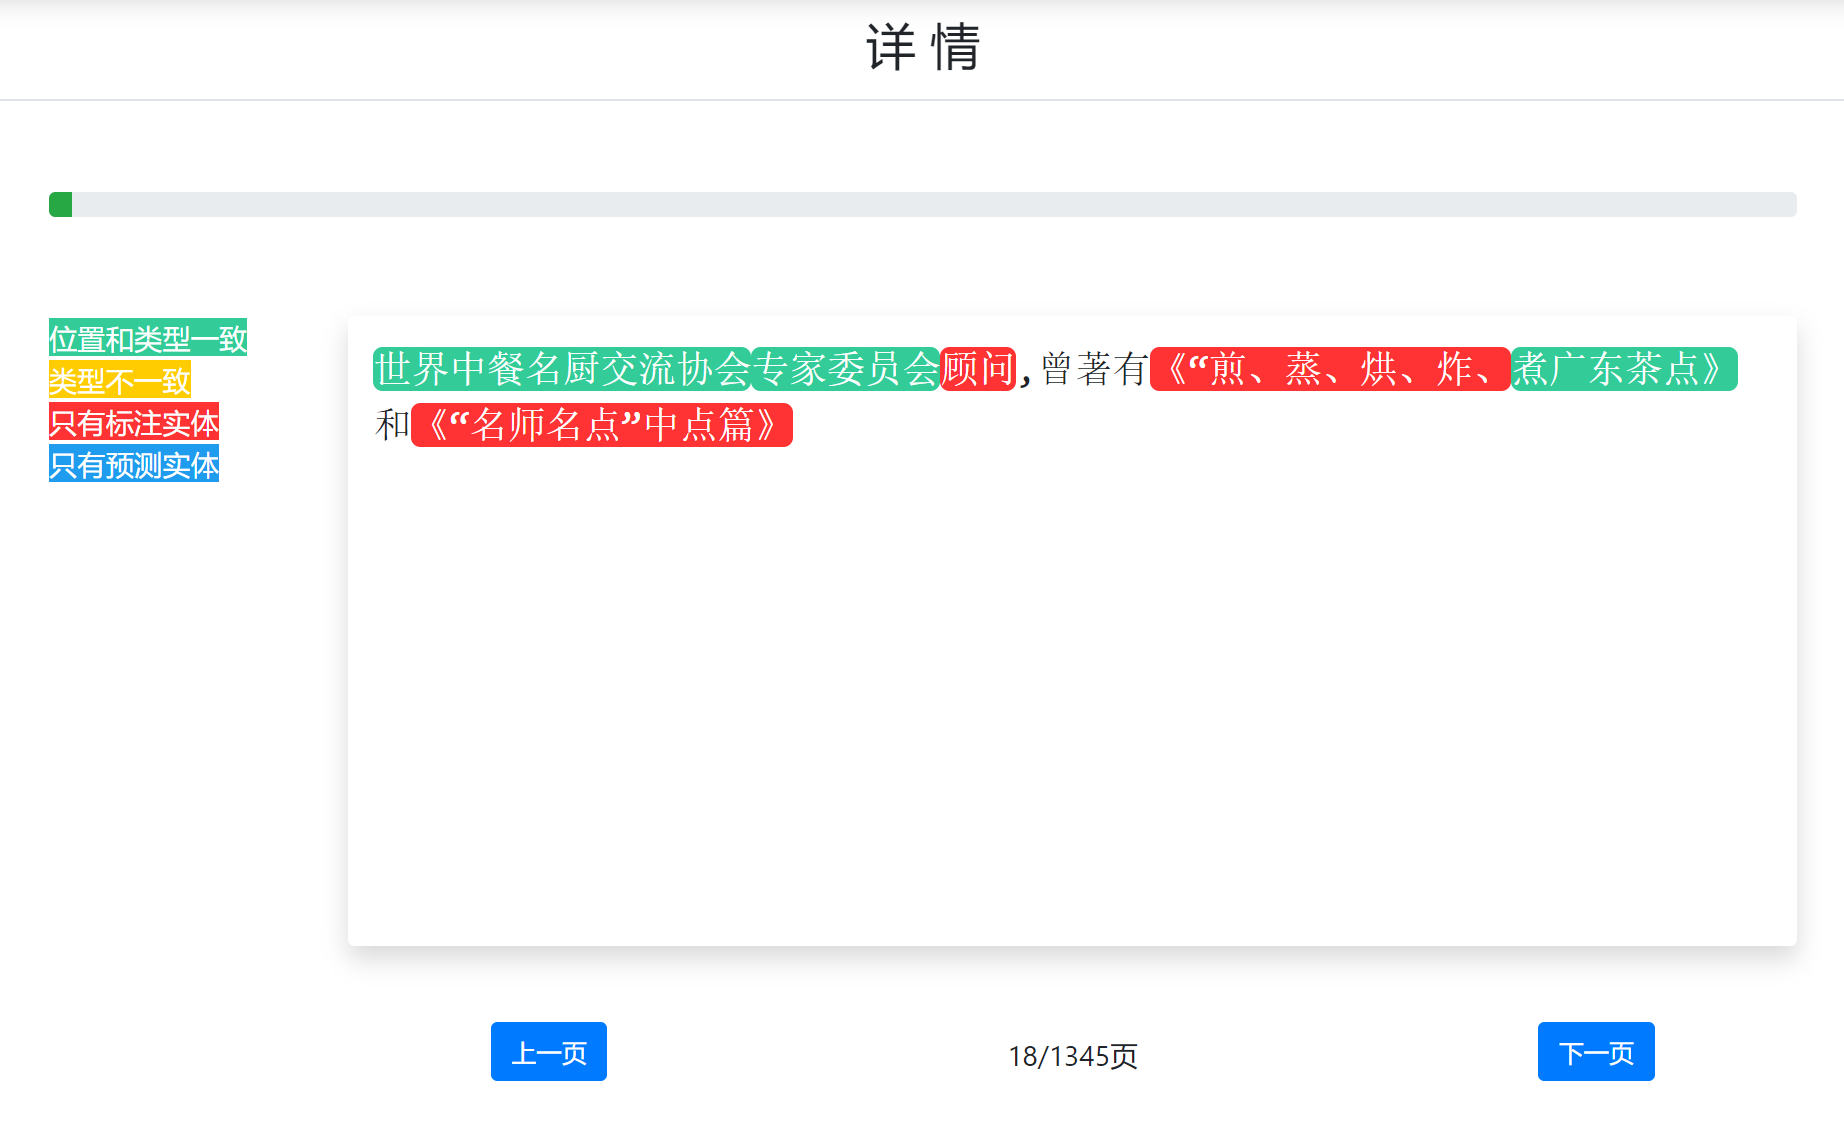 详 情
位置和类型一致
类型不一致
只有标注实体
只有预测实体
世界中餐名厨交流协会专家委员会顾问,曾著有《“煎、蒸、烘、炸、煮广东茶点》
和《“名师名点”中点篇》
上一页
18/1345页
下一页